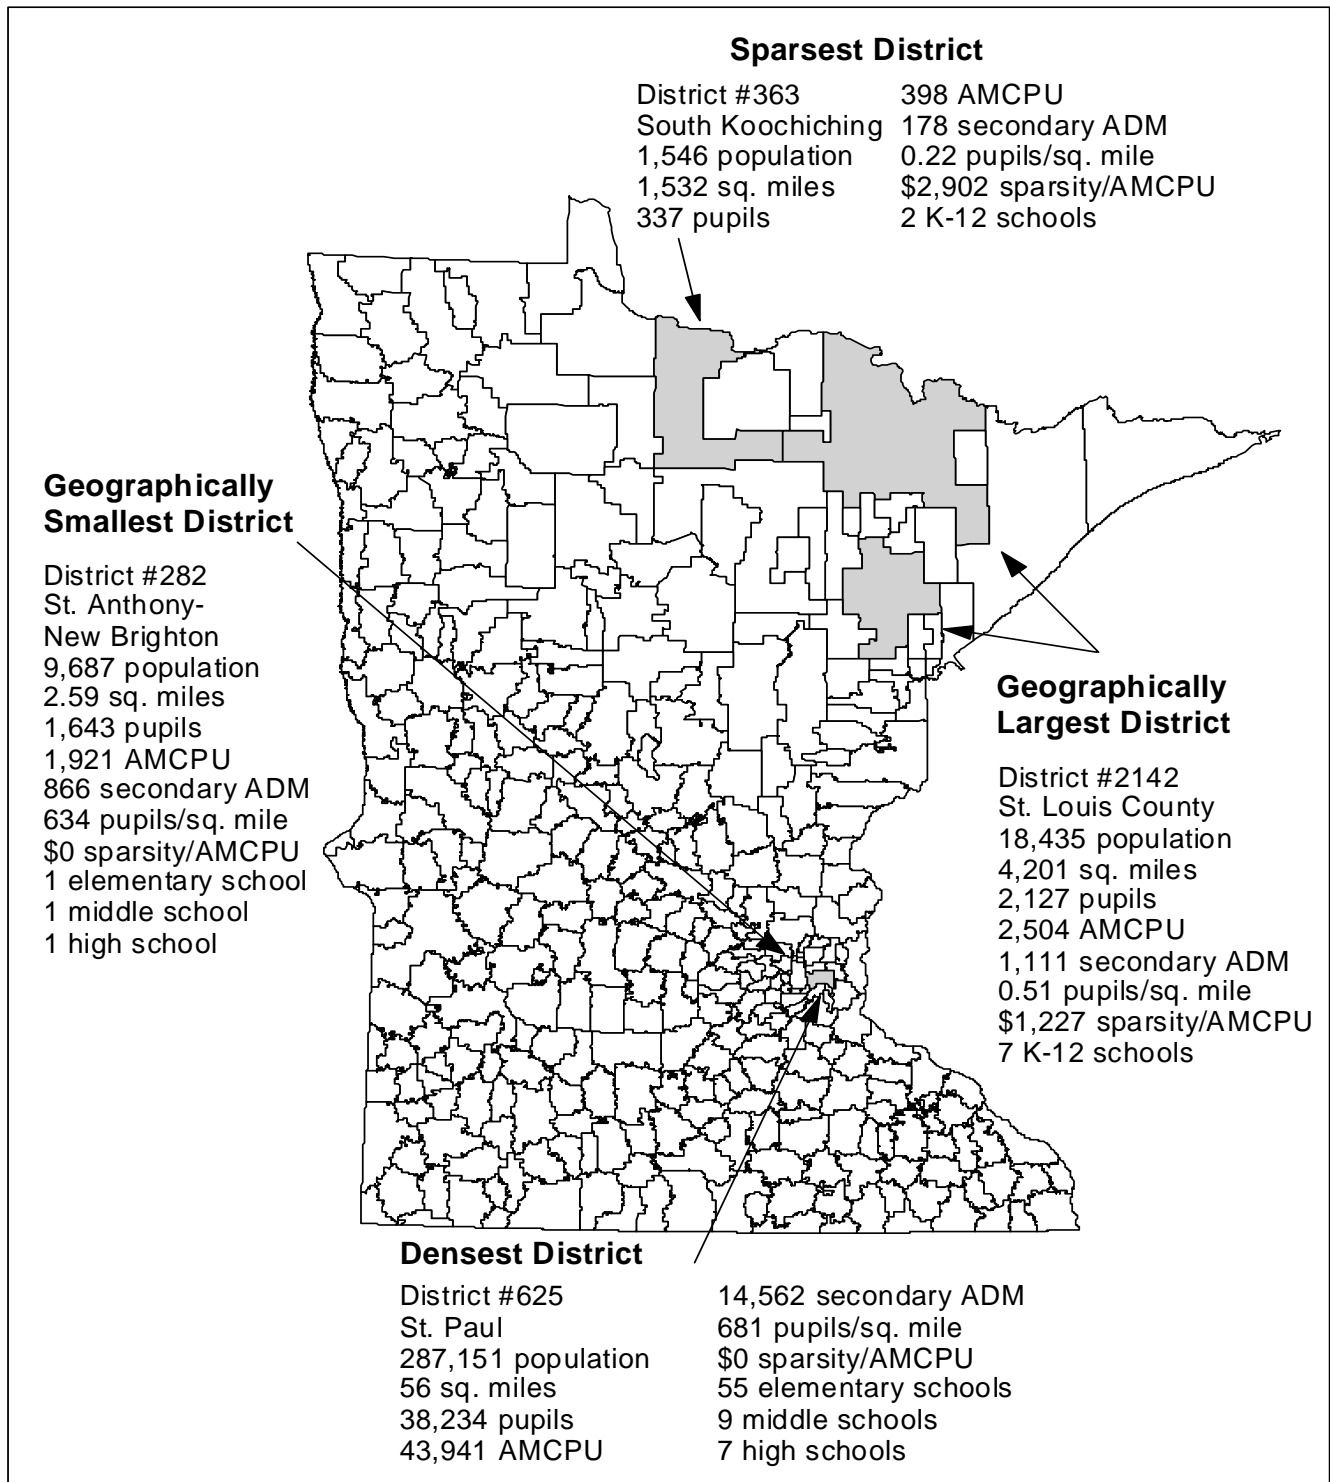 Sparsest District
District #363
South Koochiching
1,546 population
1,532 sq. miles
337 pupils
398 AMCPU
178 secondary ADM
0.22 pupils/sq. mile
$2,902 sparsity/AMCPU
2 K-12 schools
Geographically
Smallest District
District #282
St. Anthony-
New Brighton
9,687 population
2.59 sq. miles
1,643 pupils
1,921 AMCPU
866 secondary ADM
634 pupils/sq. mile
$0 sparsity/AMCPU
1 elementary school
1 middle school
1 high school
Geographically
Largest District
District #2142
St. Louis County
18,435 population
4,201 sq. miles
2,127 pupils
2,504 AMCPU
1,111 secondary ADM
0.51 pupils/sq. mile
$1,227 sparsity/AMCPU
7 K-12 schools
Densest District
District #625
St. Paul
287,151 population
56 sq. miles
38,234 pupils
43,941 AMCPU
14,562 secondary ADM
681 pupils/sq. mile
$0 sparsity/AMCPU
55 elementary schools
9 middle schools
7 high schools